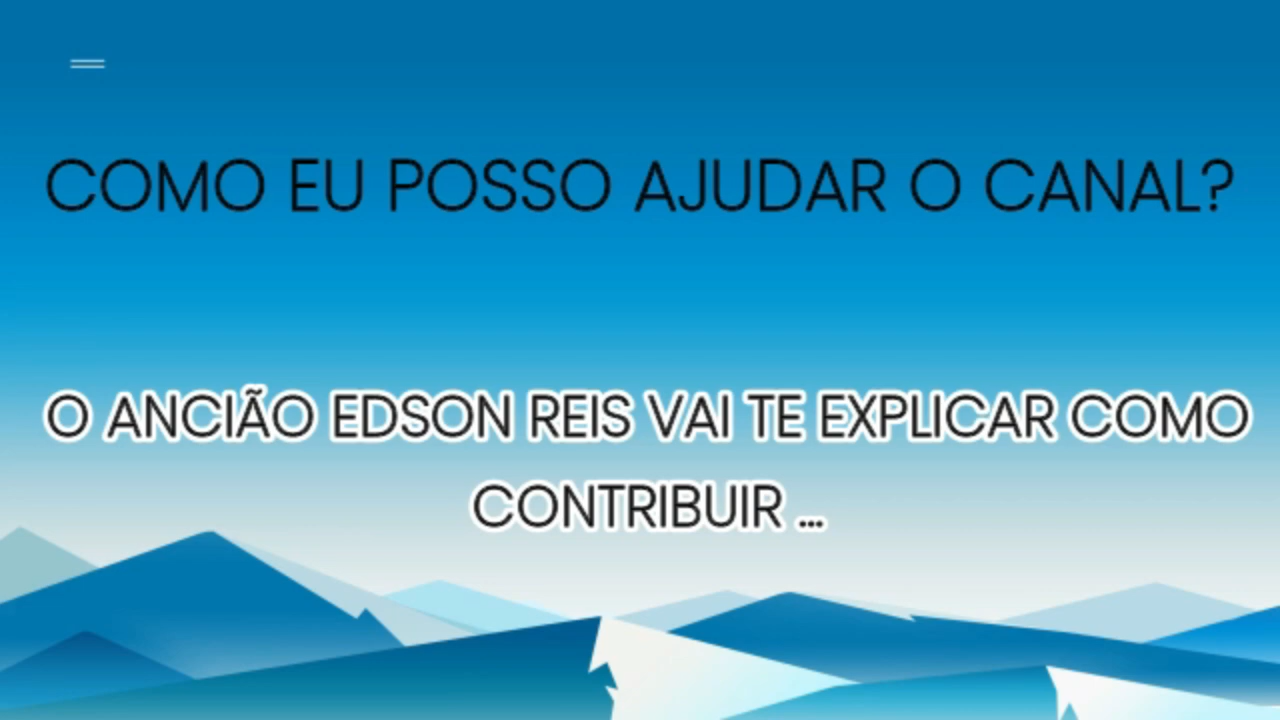 COMO EU POSSO AJUDAR O CANAL?
O ANCIÃO EDSON REIS VAI TE EXPLICAR COMO
CONTRIBUIR ...